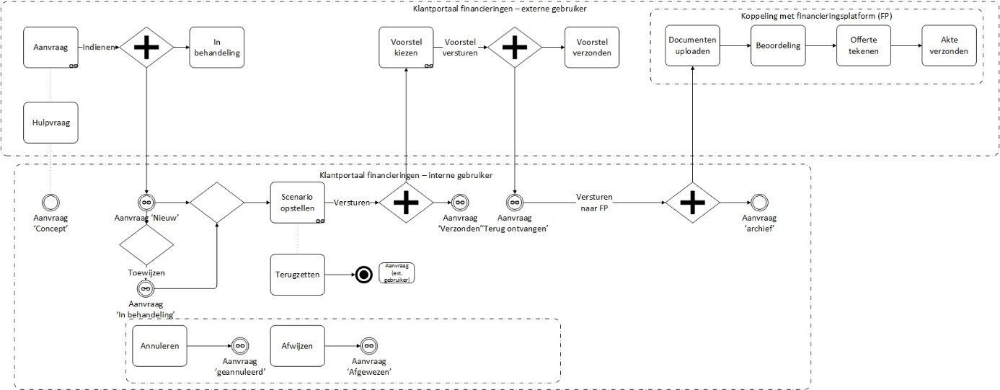 Klantportaal financieringen – externe gebruiker
Koppeling met financieringsplatform (FP)
Aanvraag
Indienen
In
behandeling
Voorstel
kiezen
Voorstel
versturen
Voorstel
verzonden
Documenten
uploaden
Beoordeling
Offerte
tekenen
Akte
verzonden
Hulpvraag
Klantportaal financieringen – interne gebruiker
Aanvraag
‘Concept’
Aanvraag ‘Nieuw’
Scenario
opstellen
Versturen
Aanvraag
‘Verzonden’
Aanvraag
‘Terug ontvangen’
Versturen
naar FP
Aanvraag
‘archief’
Toewijzen
Aanvraag
‘In behandeling’
Terugzetten
Aanvraag
(ext.
gebruiker)
Annuleren
Aanvraag
‘geannuleerd’
Afwijzen
Aanvraag
‘Afgewezen’